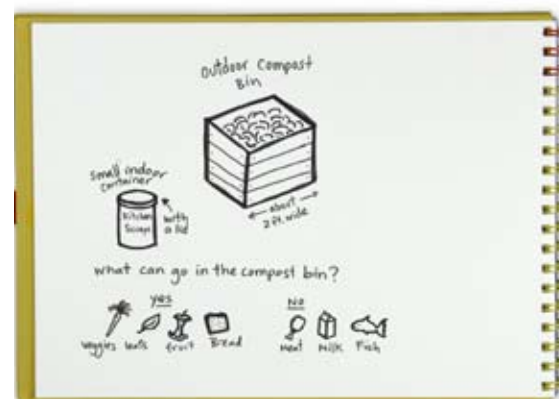 outdoor compost
Bin
small indoor
container
Kitchen
Scraps
with
a lid
about
2 ft. wide
what can go in the compost bin?
yes
No
veggies leafs fruit Bread
Meat Milk Fish